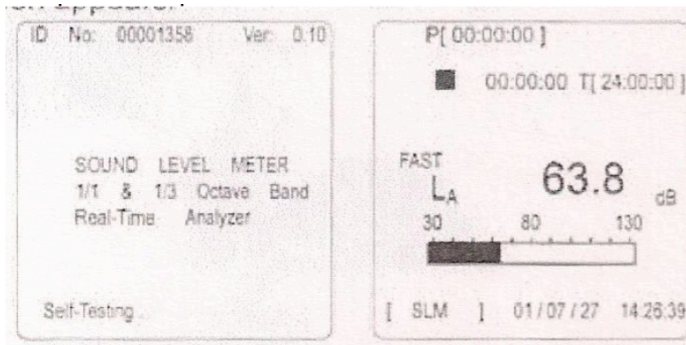 ID No: 00001358 Ver: 0.10
SOUND LEVEL METER
1/1 & 1/3 Octave Band
Real-Time Analyzer
Self-Testing
P[ 00:00:00 ]
00:00:00 T[ 24:00:00 ]
FAST
LA 63.8 dB
30 80 130
[ SLM ] 01/07/27 14:26:39